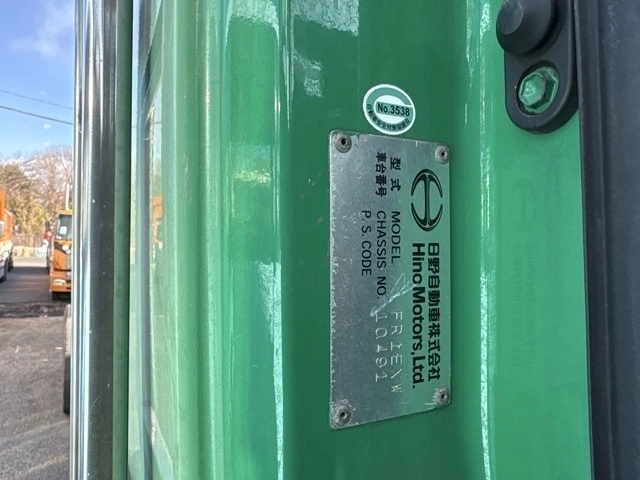 No.3538
日野自動車株式会社
Hino Motors, Ltd.
型式 MODEL FR1EXW
車台番号 CHASSIS NO. 10491
P.S. CODE